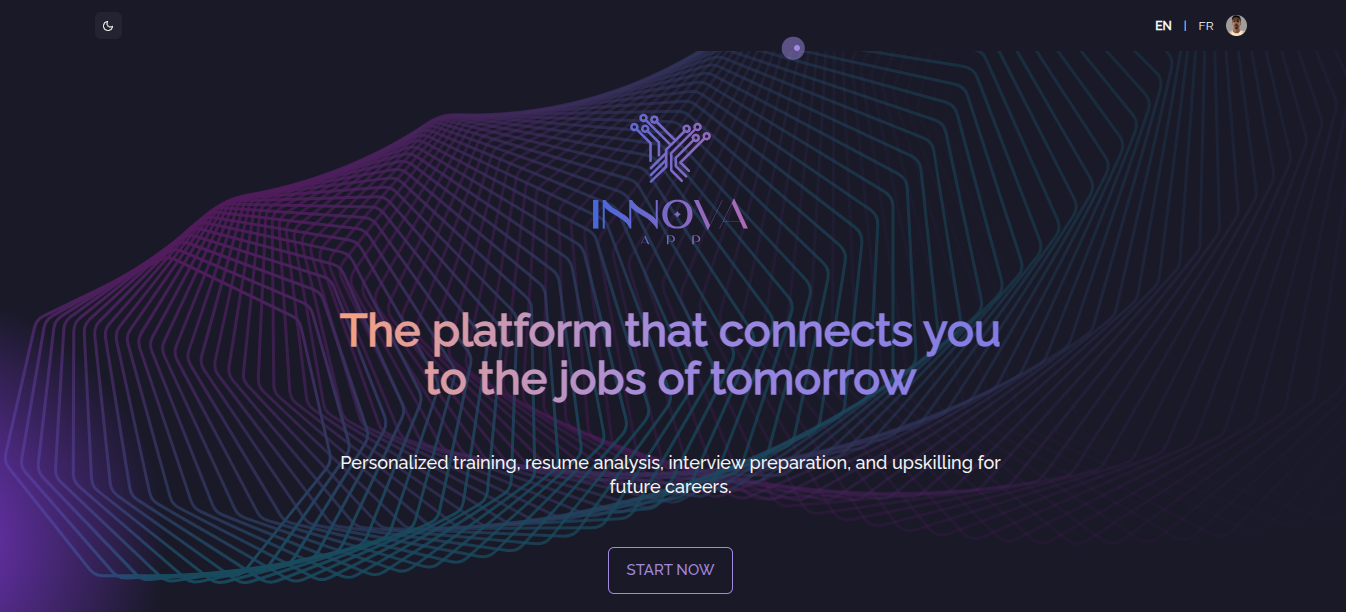 EN | FR
INNOVA
APP
The platform that connects you
to the jobs of tomorrow
Personalized training, resume analysis, interview preparation, and upskilling for
future careers.
START NOW